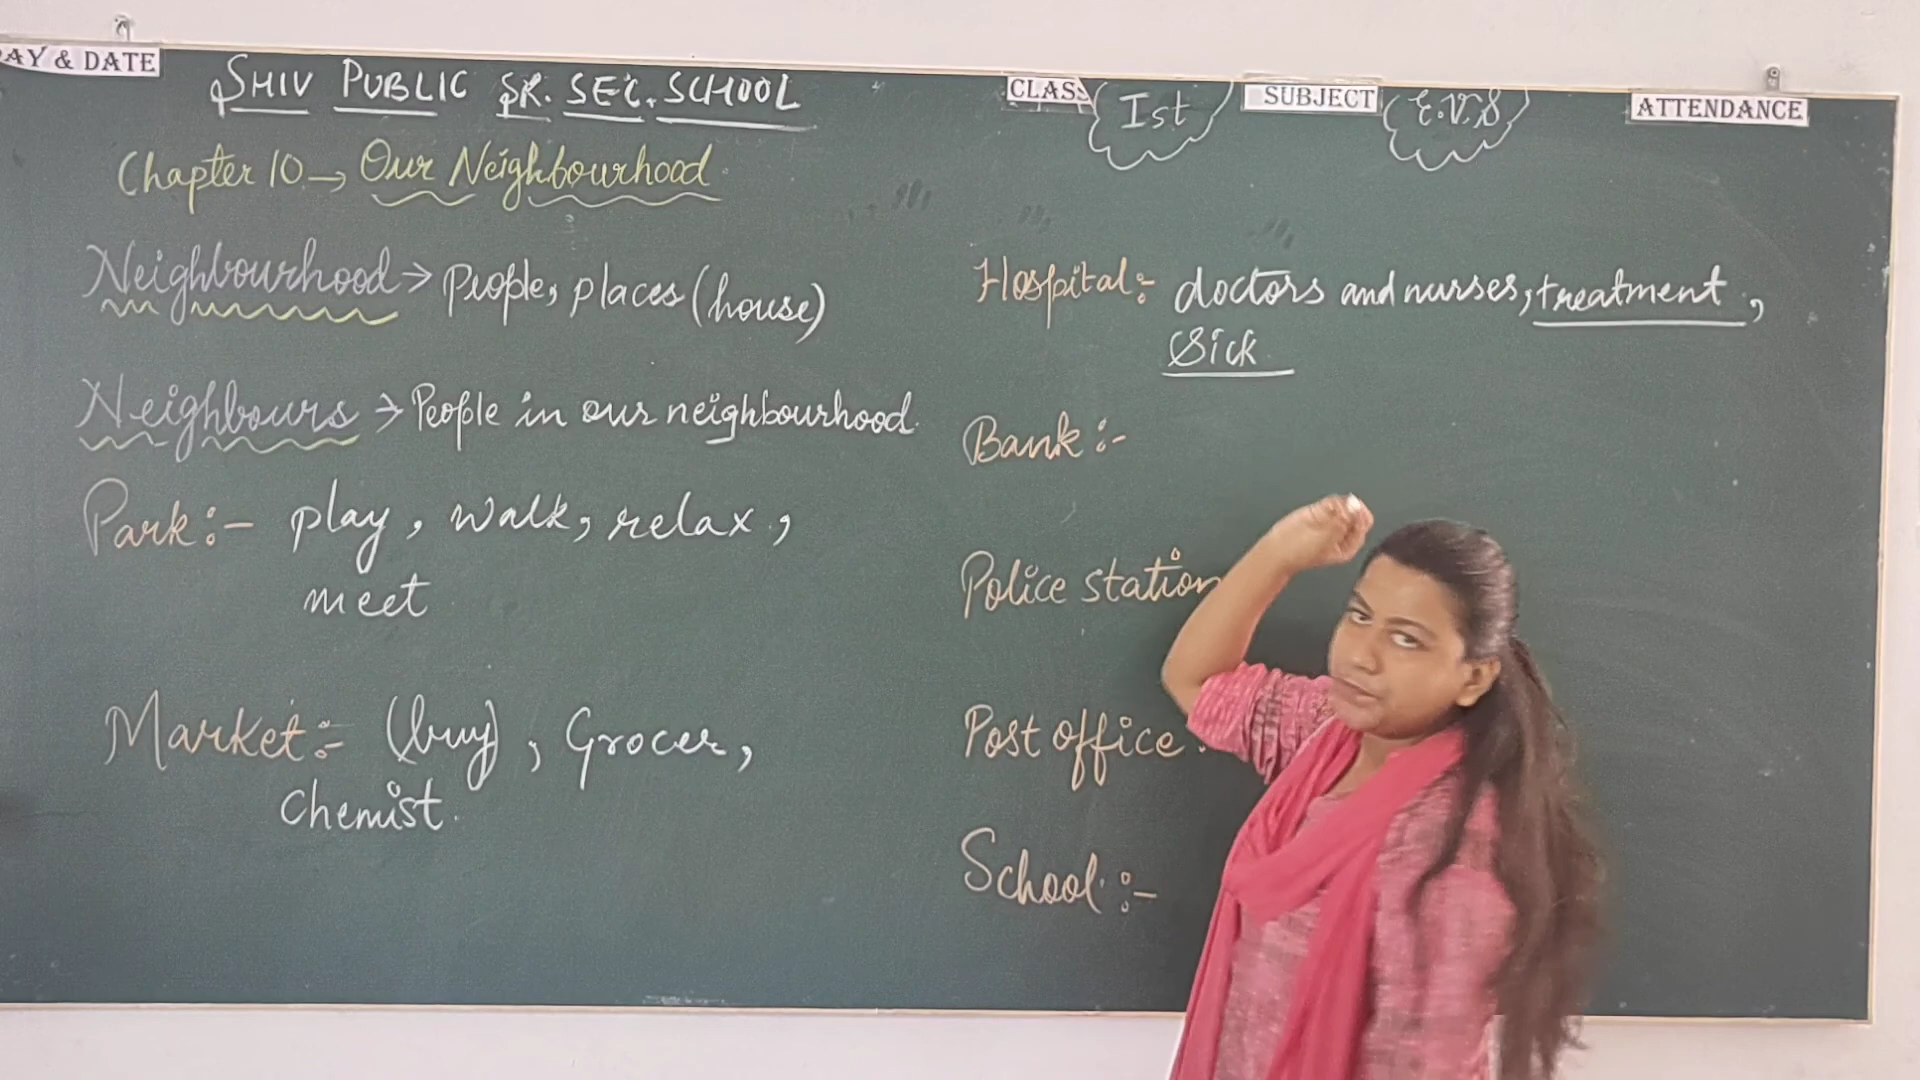 DAY & DATE
SHIV PUBLIC SR. SEC. SCHOOL
CLASS Ist
SUBJECT E.V.S
ATTENDANCE
Chapter 10 → Our Neighbourhood
Neighbourhood → People, places (house)
Neighbours → People in our neighbourhood.
Park :- play, walk, relax,
meet
Market :- (buy), Grocer,
Chemist.
Hospital :- doctors and nurses, treatment,
Sick
Bank :-
Police station
Post office :
School :-